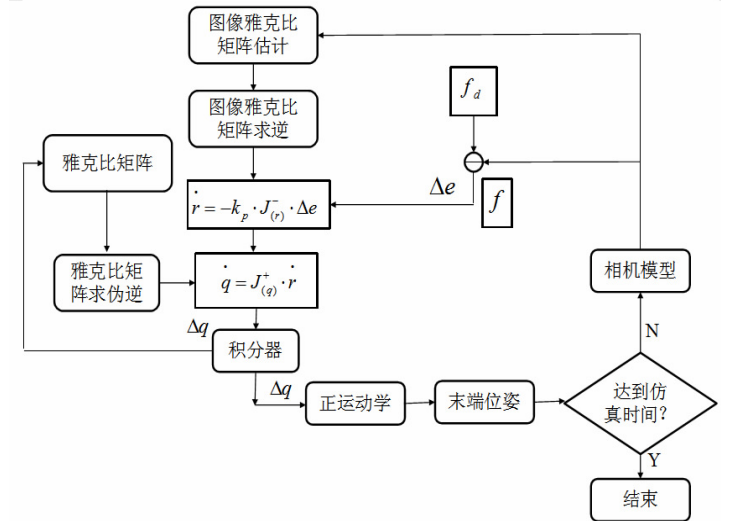 图像雅克比
矩阵估计
图像雅克比
矩阵求逆
f_d
雅克比矩阵
Δe
f
ṙ = −k_p · J⁻_(r) · Δe
雅克比矩
阵求伪逆
q̇ = J⁺_(q) · ṙ
相机模型
Δq
积分器
N
Δq
正运动学
末端位姿
达到仿
真时间？
Y
结束